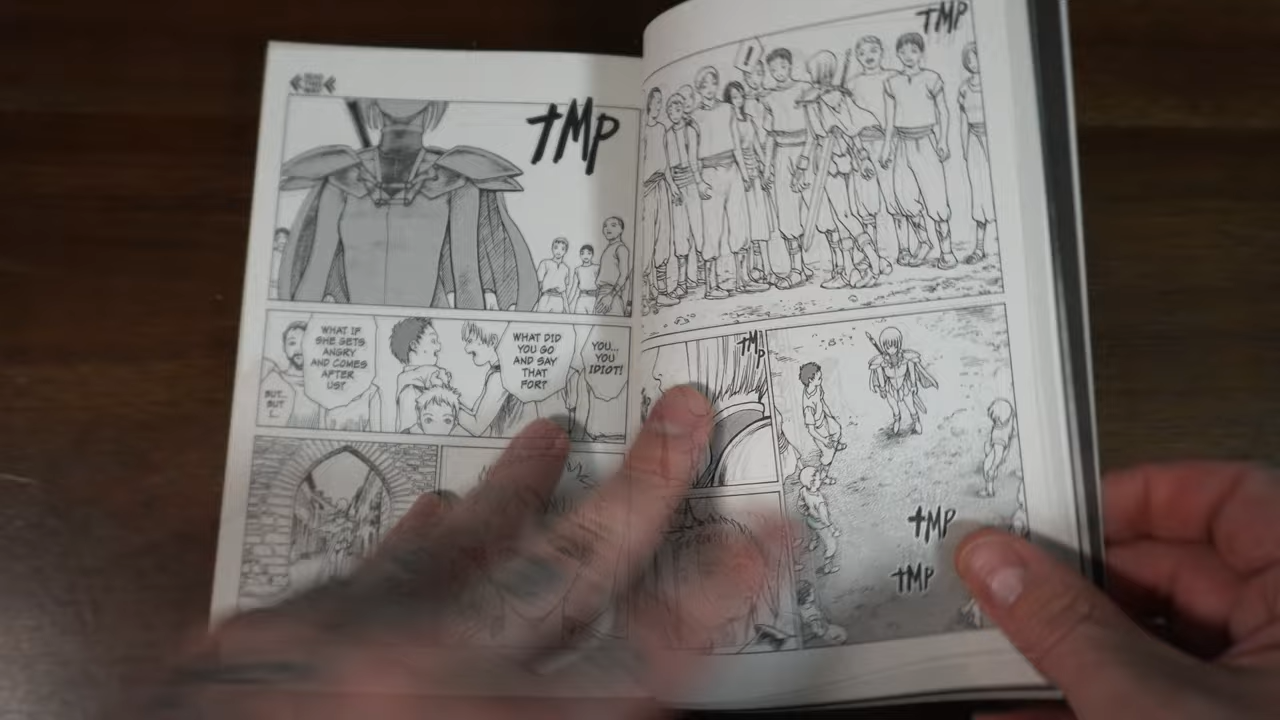 TMP
!
TMP
TMP
TMP
TMP
YOU...
YOU
IDIOT!
WHAT DID
YOU GO
AND SAY
THAT
FOR?
WHAT IF
SHE GETS
ANGRY
AND COMES
AFTER
US?
BUT...
BUT
I...